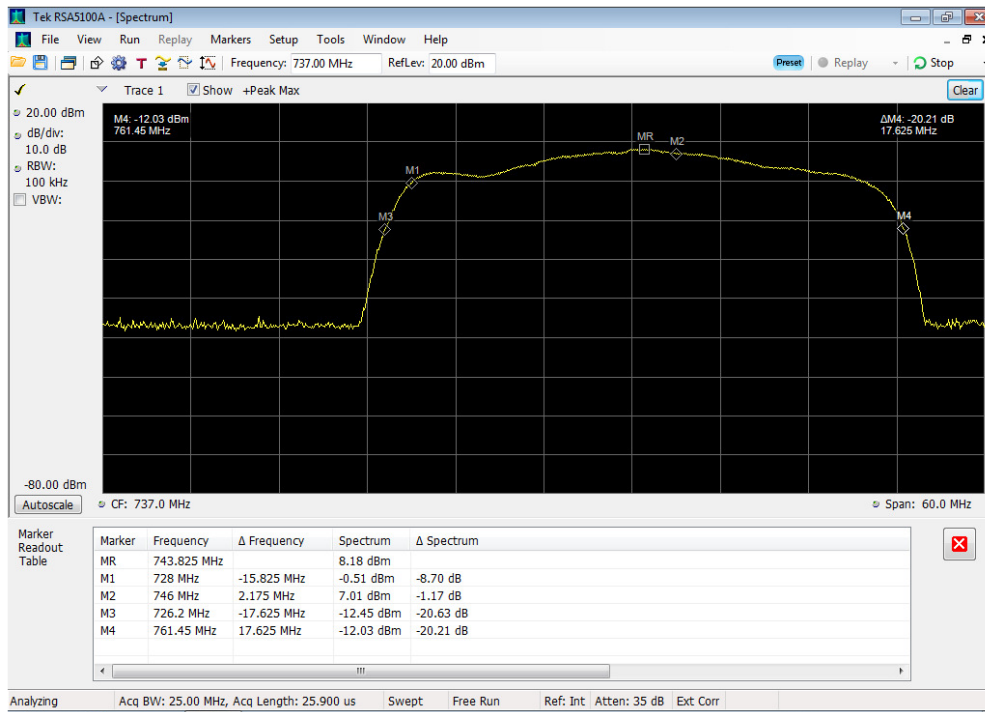 Tek RSA5100A - [Spectrum]
File View Run Replay Markers Setup Tools Window Help
T Frequency: 737.00 MHz RefLev: 20.00 dBm Preset Replay Stop
Trace 1 Show +Peak Max Clear
20.00 dBm
dB/div:
10.0 dB
RBW:
100 kHz
VBW:
-80.00 dBm
Autoscale
M4: -12.03 dBm
761.45 MHz
ΔM4: -20.21 dB
17.625 MHz
MR
M2
M1
M3
M4
CF: 737.0 MHz Span: 60.0 MHz
Marker
Readout
Table
Marker Frequency Δ Frequency Spectrum Δ Spectrum
MR 743.825 MHz 8.18 dBm
M1 728 MHz -15.825 MHz -0.51 dBm -8.70 dB
M2 746 MHz 2.175 MHz 7.01 dBm -1.17 dB
M3 726.2 MHz -17.625 MHz -12.45 dBm -20.63 dB
M4 761.45 MHz 17.625 MHz -12.03 dBm -20.21 dB
Analyzing Acq BW: 25.00 MHz, Acq Length: 25.900 us Swept Free Run Ref: Int Atten: 35 dB Ext Corr